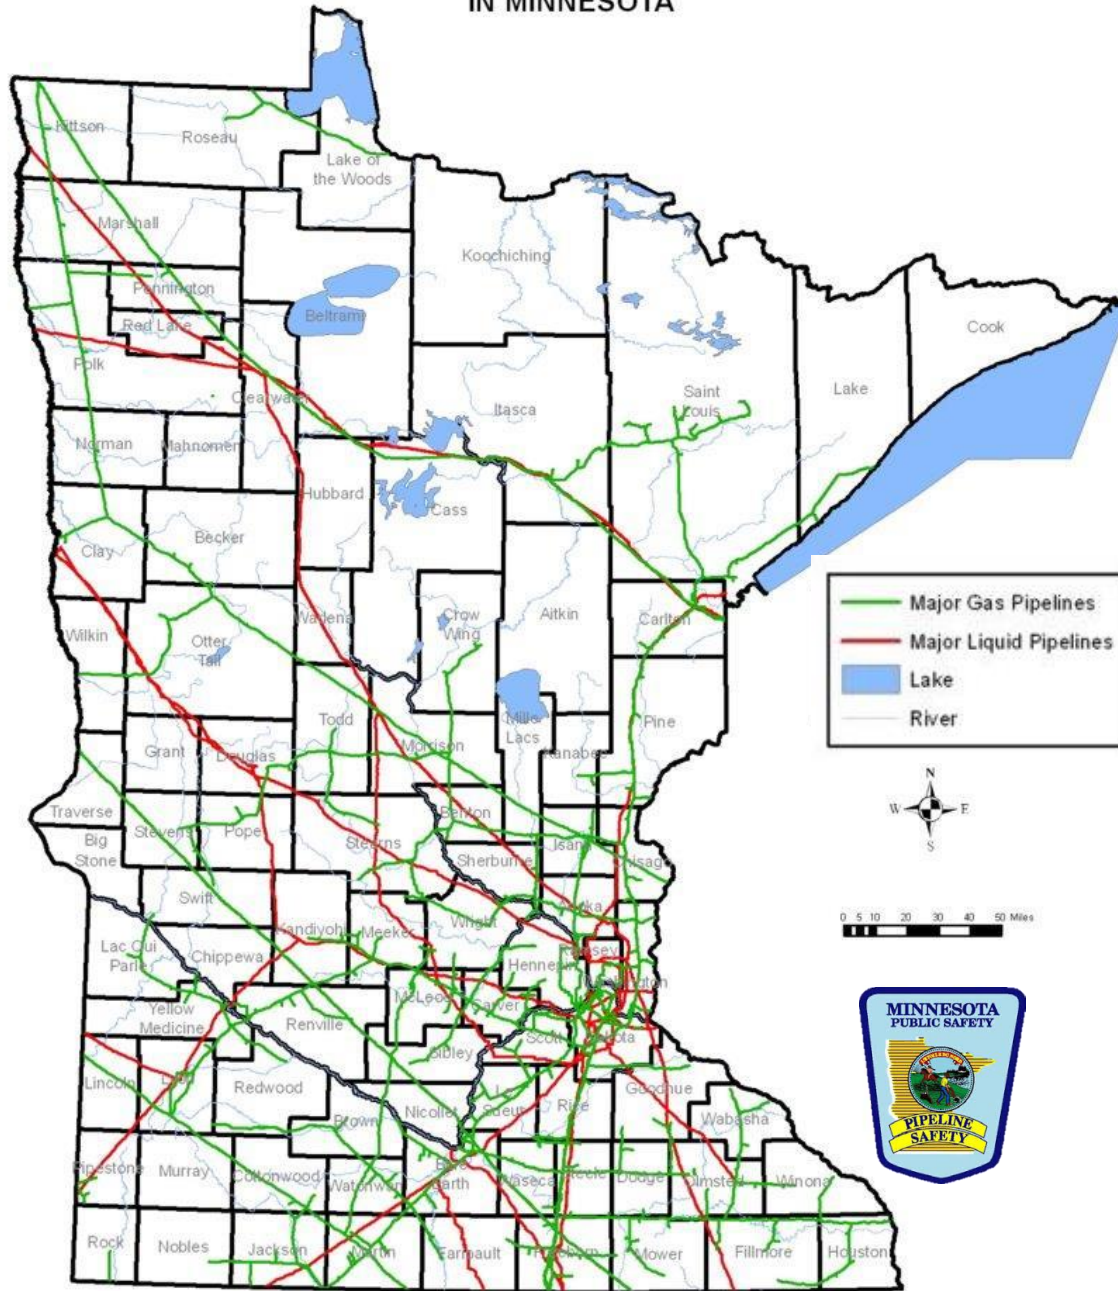 IN MINNESOTA
Kittson
Roseau
Lake of
the Woods
Marshall
Koochiching
Pennington
Beltrami
Red Lake
Cook
Polk
Clearwater
Itasca
Saint
Louis
Lake
Norman
Mahnomen
Hubbard
Cass
Clay
Becker
Wadena
Crow
Wing
Aitkin
Carlton
Wilkin
Otter
Tail
Todd
Morrison
Mille
Lacs
Kanabec
Pine
Grant
Douglas
Traverse
Big
Stone
Stevens
Pope
Stearns
Benton
Sherburne
Isanti
Chisago
Swift
Kandiyohi
Meeker
Wright
Anoka
Lac Qui
Parle
Chippewa
Hennepin
Ramsey
Washington
Yellow
Medicine
Renville
McLeod
Carver
Scott
Dakota
Sibley
Lincoln
Lyon
Redwood
Nicollet
Le
Sueur
Rice
Goodhue
Brown
Wabasha
Pipestone
Murray
Cottonwood
Watonwan
Blue
Earth
Waseca
Steele
Dodge
Olmsted
Winona
Rock
Nobles
Jackson
Martin
Faribault
Freeborn
Mower
Fillmore
Houston
Major Gas Pipelines
Major Liquid Pipelines
Lake
River
N
W E
S
0 5 10 20 30 40 50 Miles
MINNESOTA
PUBLIC SAFETY
PIPELINE
SAFETY